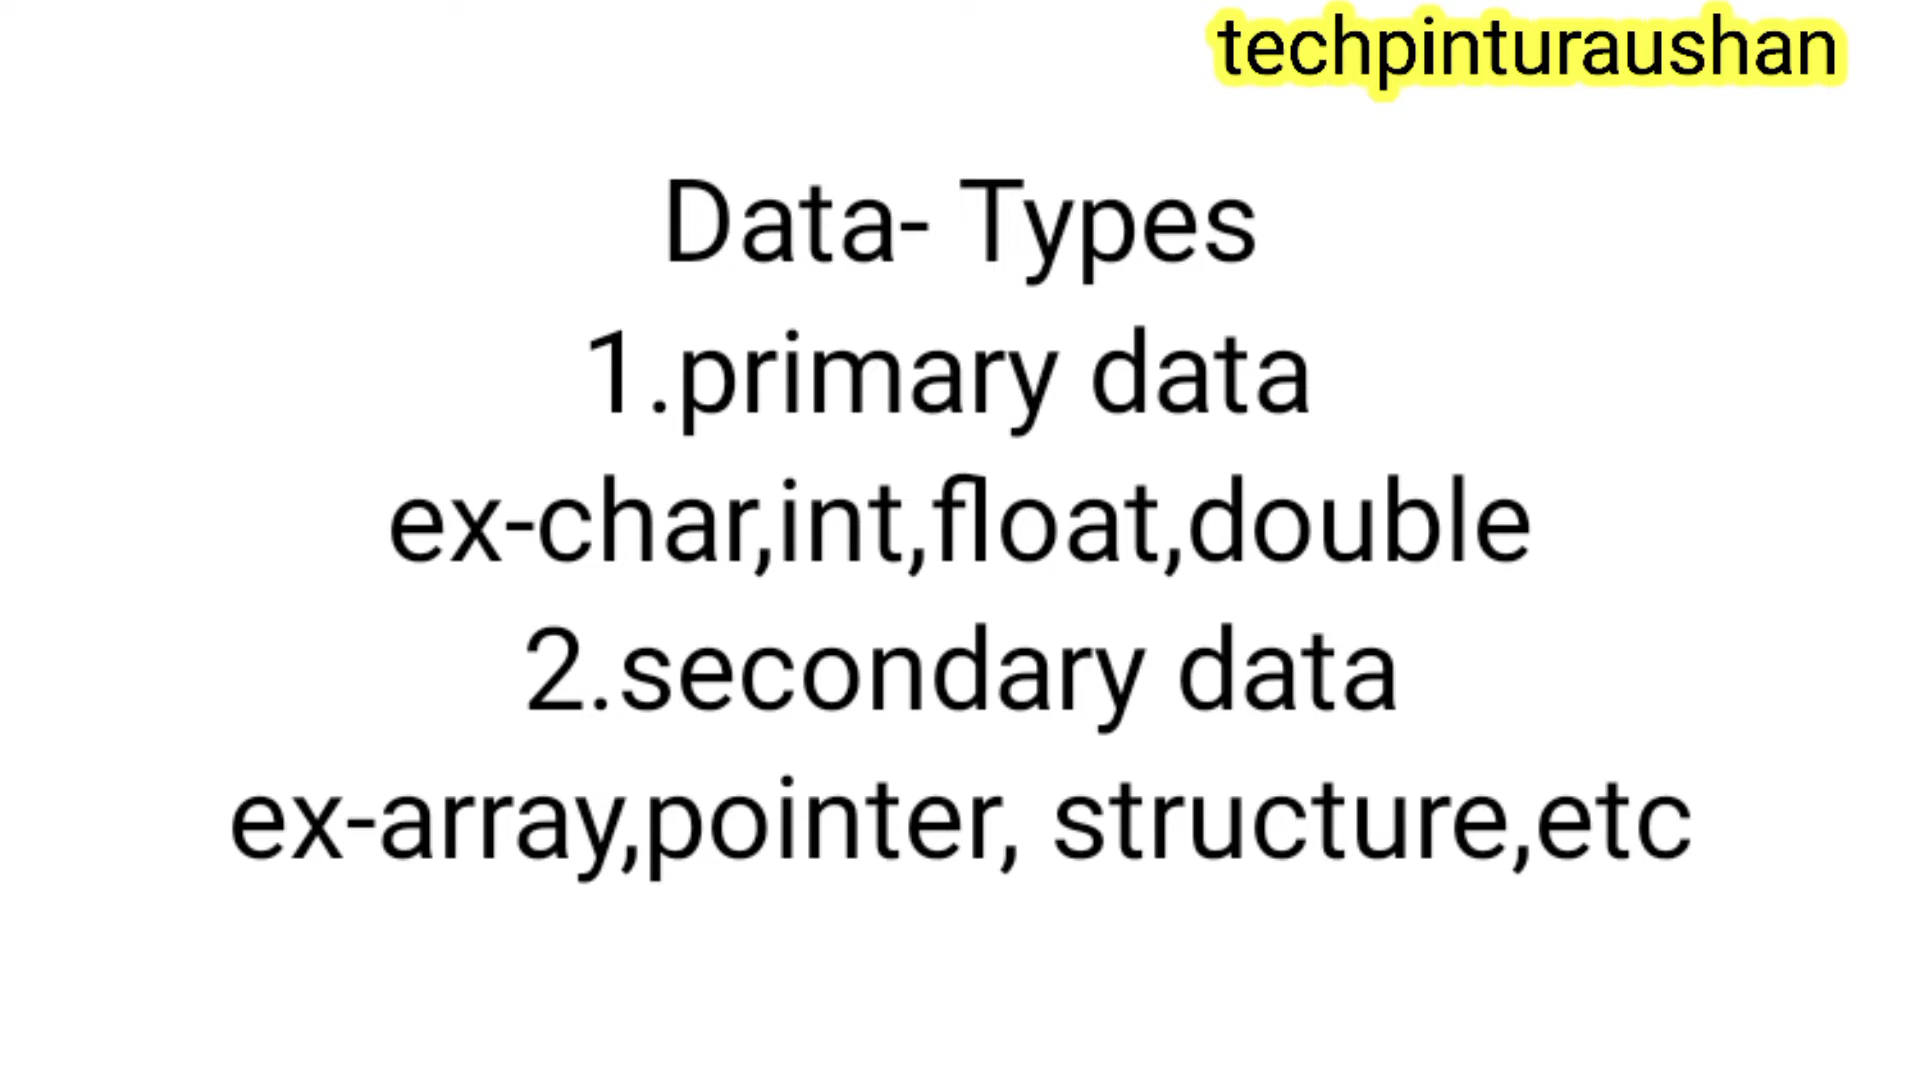 techpinturaushan
Data- Types
1.primary data
ex-char,int,float,double
2.secondary data
ex-array,pointer, structure,etc